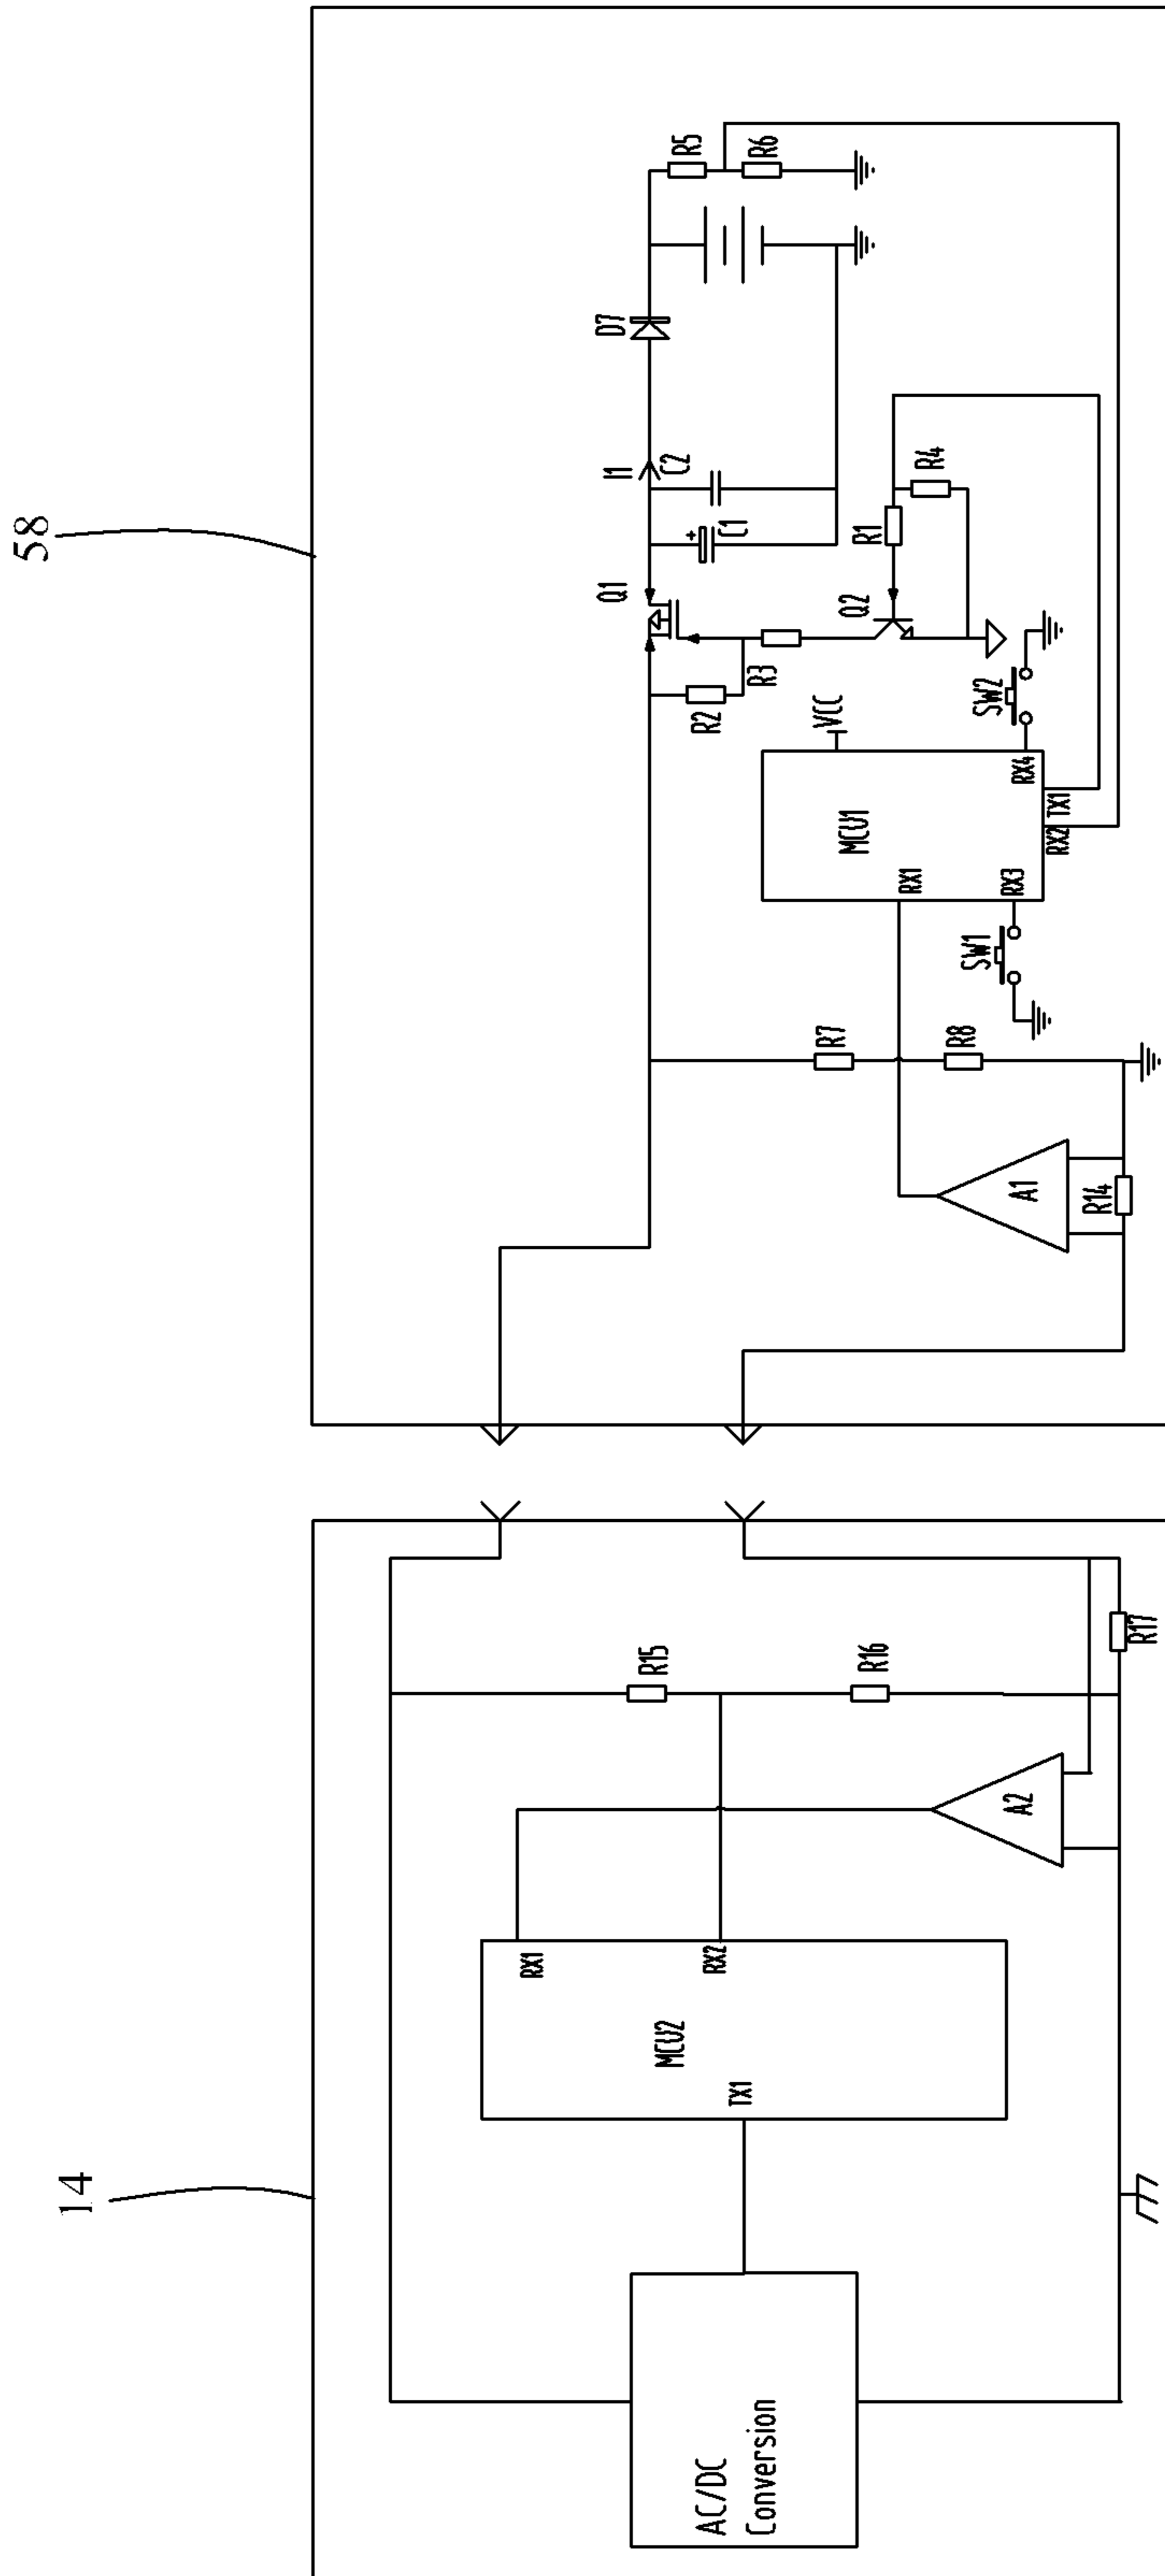 14
AC/DC
Conversion
MCU2
TX1
RX1
RX2
A2
R15
R16
R17
58
A1
R14
R7
R8
SW1
MCU1
RX1
RX3
RX2
TX1
RX4
VCC
SW2
R2
R3
Q1
Q2
R1
R4
+
C1
C2
I1
D7
R5
R6